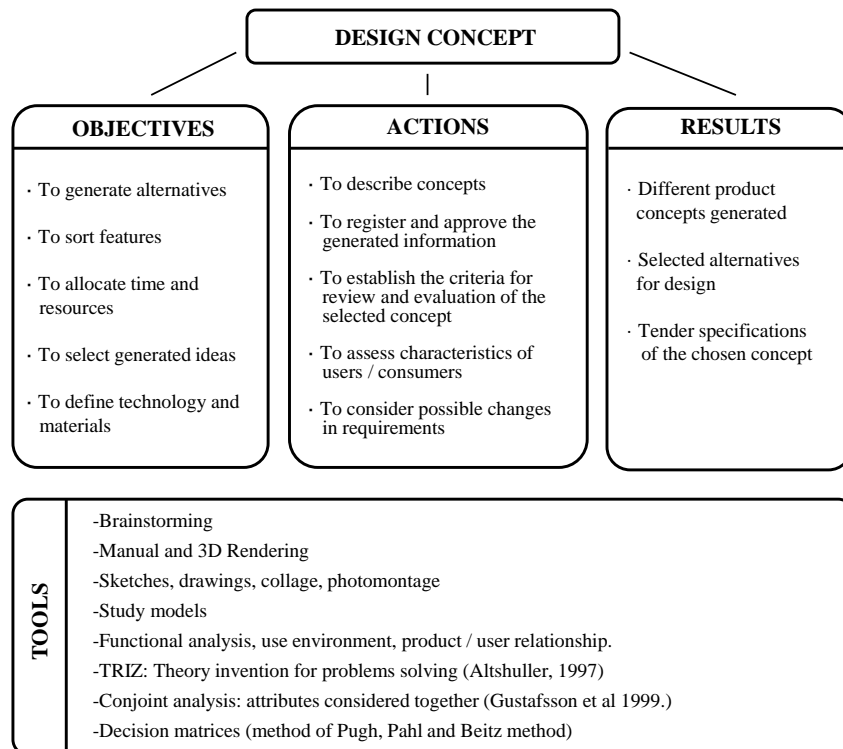 DESIGN CONCEPT
OBJECTIVES
· To generate alternatives
· To sort features
· To allocate time and
resources
· To select generated ideas
· To define technology and
materials
ACTIONS
· To describe concepts
· To register and approve the
generated information
· To establish the criteria for
review and evaluation of the
selected concept
· To assess characteristics of
users / consumers
· To consider possible changes
in requirements
RESULTS
· Different product
concepts generated
· Selected alternatives
for design
· Tender specifications
of the chosen concept
TOOLS
-Brainstorming
-Manual and 3D Rendering
-Sketches, drawings, collage, photomontage
-Study models
-Functional analysis, use environment, product / user relationship.
-TRIZ: Theory invention for problems solving (Altshuller, 1997)
-Conjoint analysis: attributes considered together (Gustafsson et al 1999.)
-Decision matrices (method of Pugh, Pahl and Beitz method)